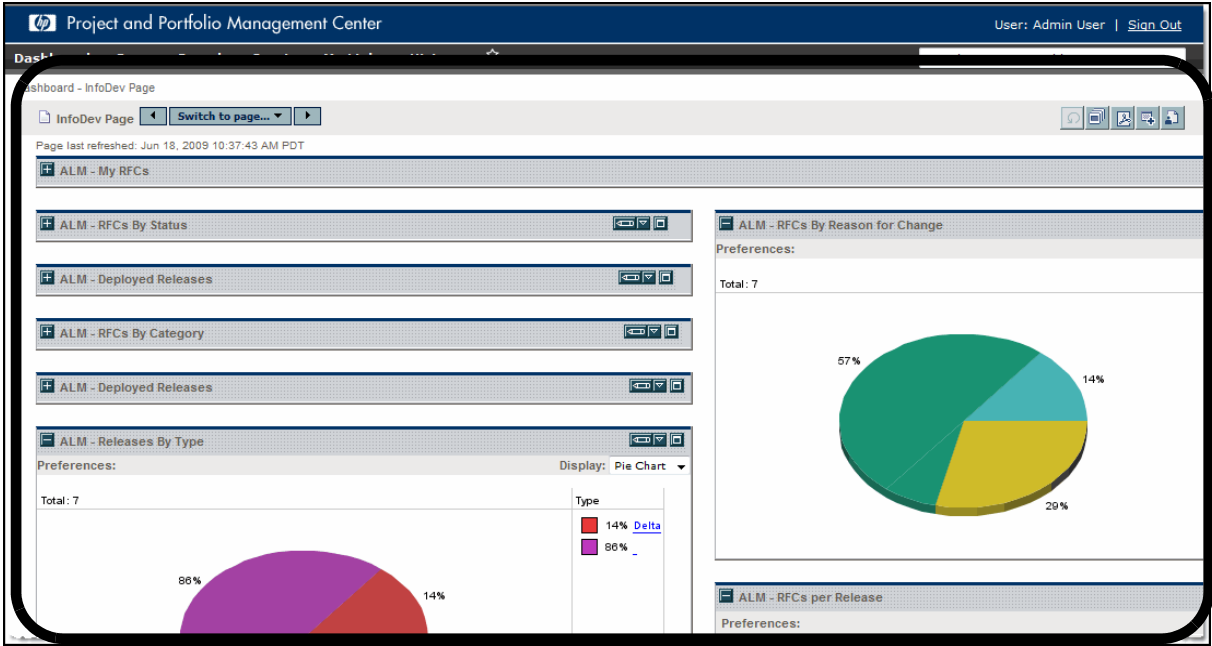 hp Project and Portfolio Management Center
User: Admin User | Sign Out
ashboard - InfoDev Page
InfoDev Page Switch to page...
Page last refreshed: Jun 18, 2009 10:37:43 AM PDT
ALM - My RFCs
ALM - RFCs By Status
ALM - Deployed Releases
ALM - RFCs By Category
ALM - Deployed Releases
ALM - Releases By Type
Preferences: Display: Pie Chart
Total: 7
Type
14% Delta
86% -
86%
14%
ALM - RFCs By Reason for Change
Preferences:
Total: 7
57%
14%
29%
ALM - RFCs per Release
Preferences: